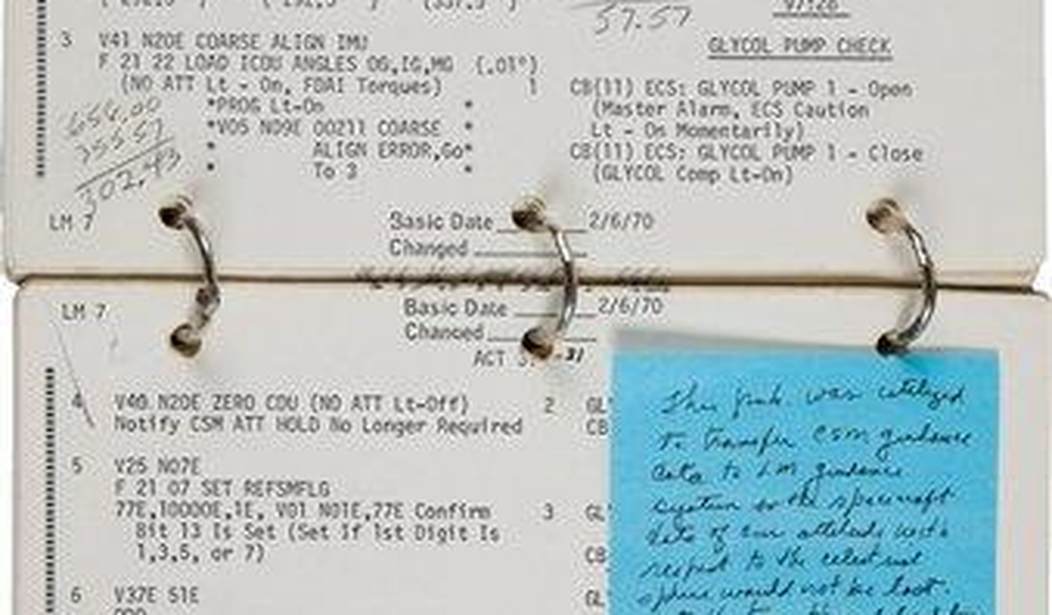 57.57
GLYCOL PUMP CHECK
3 V41 N20E COARSE ALIGN IMU
F 21 22 LOAD ICDU ANGLES OG,IG,MG (.01°)
(NO ATT Lt - On, FDAI Torques)
*PROG Lt-On *
*V05 N09E 00211 COARSE *
* ALIGN ERROR,Go*
* To 3 *
302.43
1 CB(11) ECS: GLYCOL PUMP 1 - Open
(Master Alarm, ECS Caution
Lt - On Momentarily)
CB(11) ECS: GLYCOL PUMP 1 - Close
(GLYCOL Comp Lt-On)
LM 7 Basic Date 2/6/70
Changed
LM 7 Basic Date 2/6/70
Changed
ACT
4 V40 N20E ZERO CDU (NO ATT Lt-Off)
Notify CSM ATT HOLD No Longer Required
5 V25 N07E
F 21 07 SET REFSMFLG
77E,10000E,1E, V01 N01E,77E Confirm
Bit 13 Is Set (Set If 1st Digit Is
1,3,5, or 7)
6 V37E 51E
2 GL
CB
3 GL
CB
GL
This was utilized
to transfer CSM guidance
data to LM guidance
system so the spacecraft
data of our attitude with
respect to the celestial
sphere would not be lost.